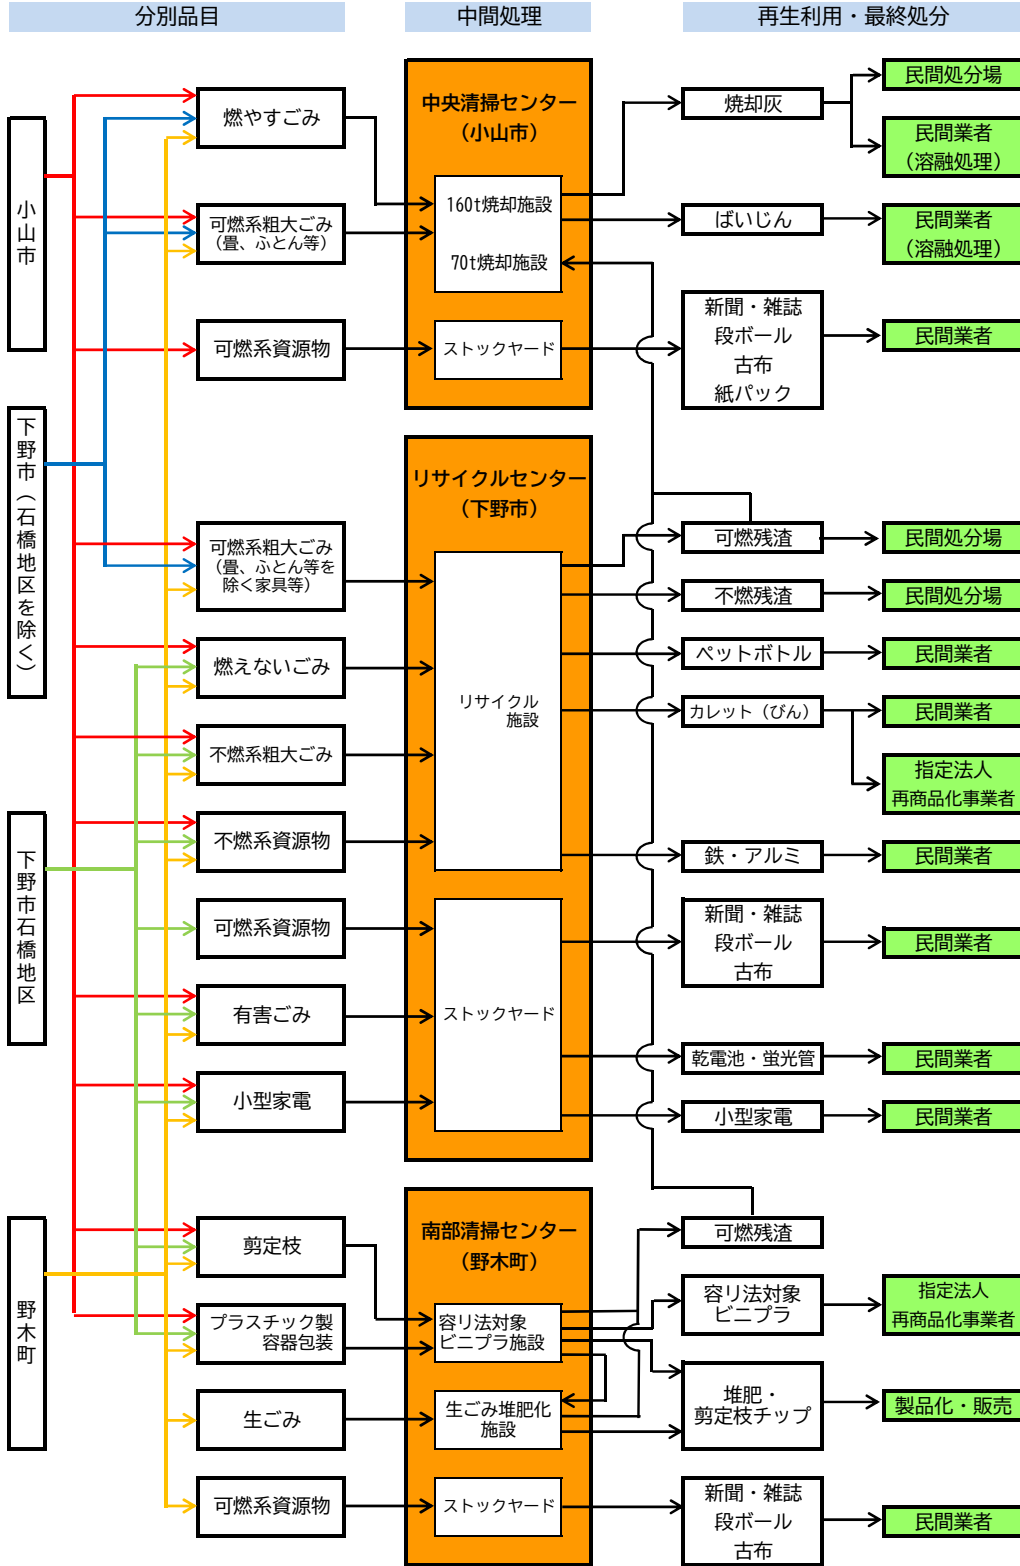 分別品目
中間処理
再生利用・最終処分
小山市
下野市（石橋地区を除く）
下野市石橋地区
野木町
燃やすごみ
可燃系粗大ごみ
（畳、ふとん等）
可燃系資源物
可燃系粗大ごみ
（畳、ふとん等を
除く家具等）
燃えないごみ
不燃系粗大ごみ
不燃系資源物
可燃系資源物
有害ごみ
小型家電
剪定枝
プラスチック製
容器包装
生ごみ
可燃系資源物
中央清掃センター
（小山市）
160t焼却施設
70t焼却施設
ストックヤード
リサイクルセンター
（下野市）
リサイクル
施設
ストックヤード
南部清掃センター
（野木町）
容リ法対象
ビニプラ施設
生ごみ堆肥化
施設
ストックヤード
焼却灰
ばいじん
新聞・雑誌
段ボール
古布
紙パック
可燃残渣
不燃残渣
ペットボトル
カレット（びん）
鉄・アルミ
新聞・雑誌
段ボール
古布
乾電池・蛍光管
小型家電
可燃残渣
容リ法対象
ビニプラ
堆肥・
剪定枝チップ
新聞・雑誌
段ボール
古布
民間処分場
民間業者
（溶融処理）
民間業者
（溶融処理）
民間業者
民間処分場
民間処分場
民間業者
民間業者
指定法人
再商品化事業者
民間業者
民間業者
民間業者
民間業者
指定法人
再商品化事業者
製品化・販売
民間業者